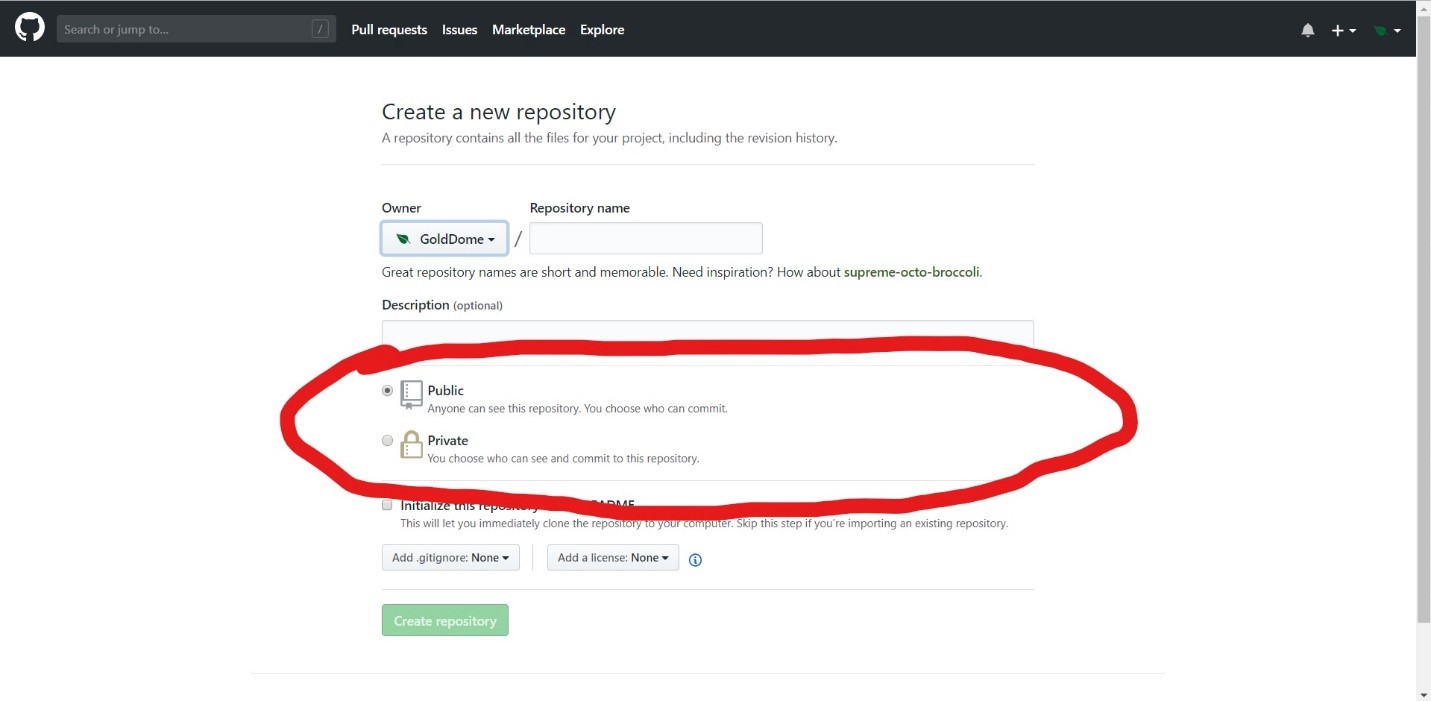 Search or jump to... /
Pull requests Issues Marketplace Explore
Create a new repository
A repository contains all the files for your project, including the revision history.
Owner Repository name
GoldDome /
Great repository names are short and memorable. Need inspiration? How about supreme-octo-broccoli.
Description (optional)
Public
Anyone can see this repository. You choose who can commit.
Private
You choose who can see and commit to this repository.
Initialize this repository README
This will let you immediately clone the repository to your computer. Skip this step if you're importing an existing repository.
Add .gitignore: None Add a license: None
Create repository